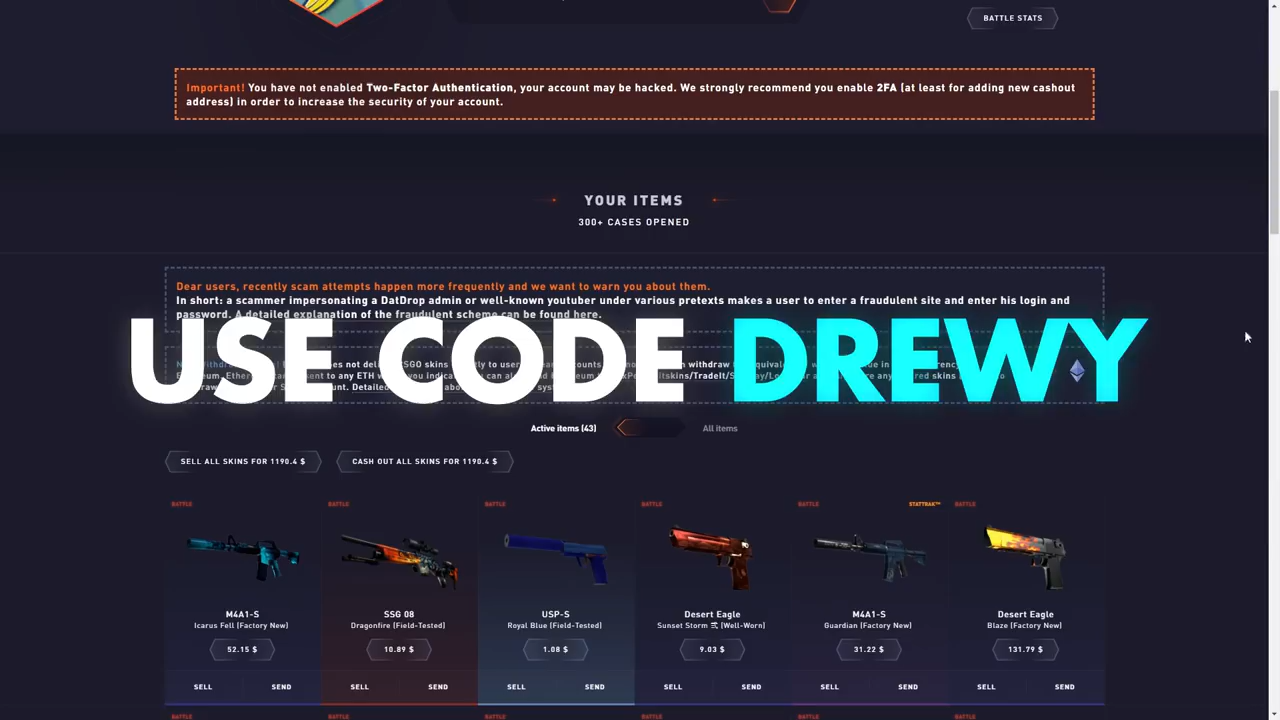 BATTLE STATS
Important! You have not enabled Two-Factor Authentication, your account may be hacked. We strongly recommend you enable 2FA (at least for adding new cashout
address) in order to increase the security of your account.
YOUR ITEMS
300+ CASES OPENED
Dear users, recently scam attempts happen more frequently and we want to warn you about them.
In short: a scammer impersonating a DatDrop admin or well-known youtuber under various pretexts makes a user to enter a fraudulent site and enter his login and
password. A detailed explanation of the fraudulent scheme can be found here.
USE CODE DREWY
Active items (43)
All items
SELL ALL SKINS FOR 1190.4 $
CASH OUT ALL SKINS FOR 1190.4 $
BATTLE BATTLE BATTLE BATTLE BATTLE STATTRAK™ BATTLE
M4A1-S SSG 08 USP-S Desert Eagle M4A1-S Desert Eagle
Icarus Fell (Factory New) Dragonfire (Field-Tested) Royal Blue (Field-Tested) Sunset Storm 弐 (Well-Worn) Guardian (Factory New) Blaze (Factory New)
52.15 $ 10.89 $ 1.08 $ 9.03 $ 31.22 $ 131.79 $
SELL SEND SELL SEND SELL SEND SELL SEND SELL SEND SELL SEND
BATTLE BATTLE BATTLE BATTLE BATTLE BATTLE